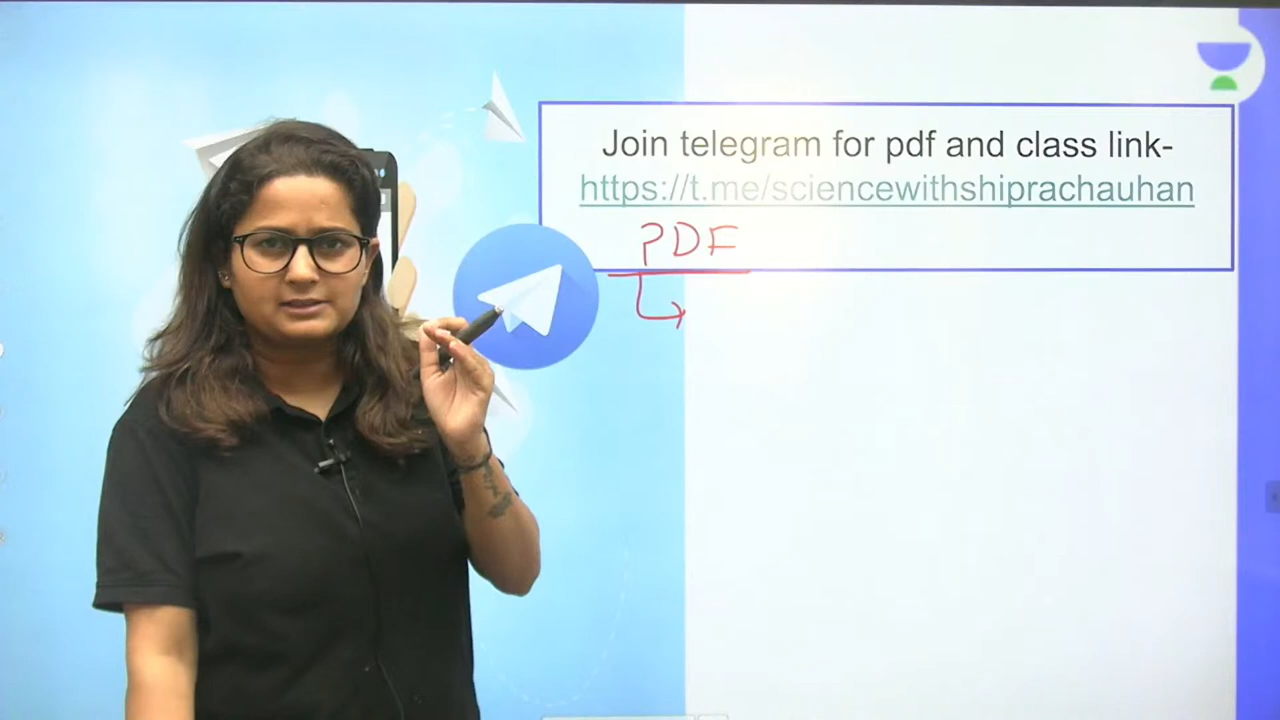 Join telegram for pdf and class link-
https://t.me/sciencewithshiprachauhan
PDF